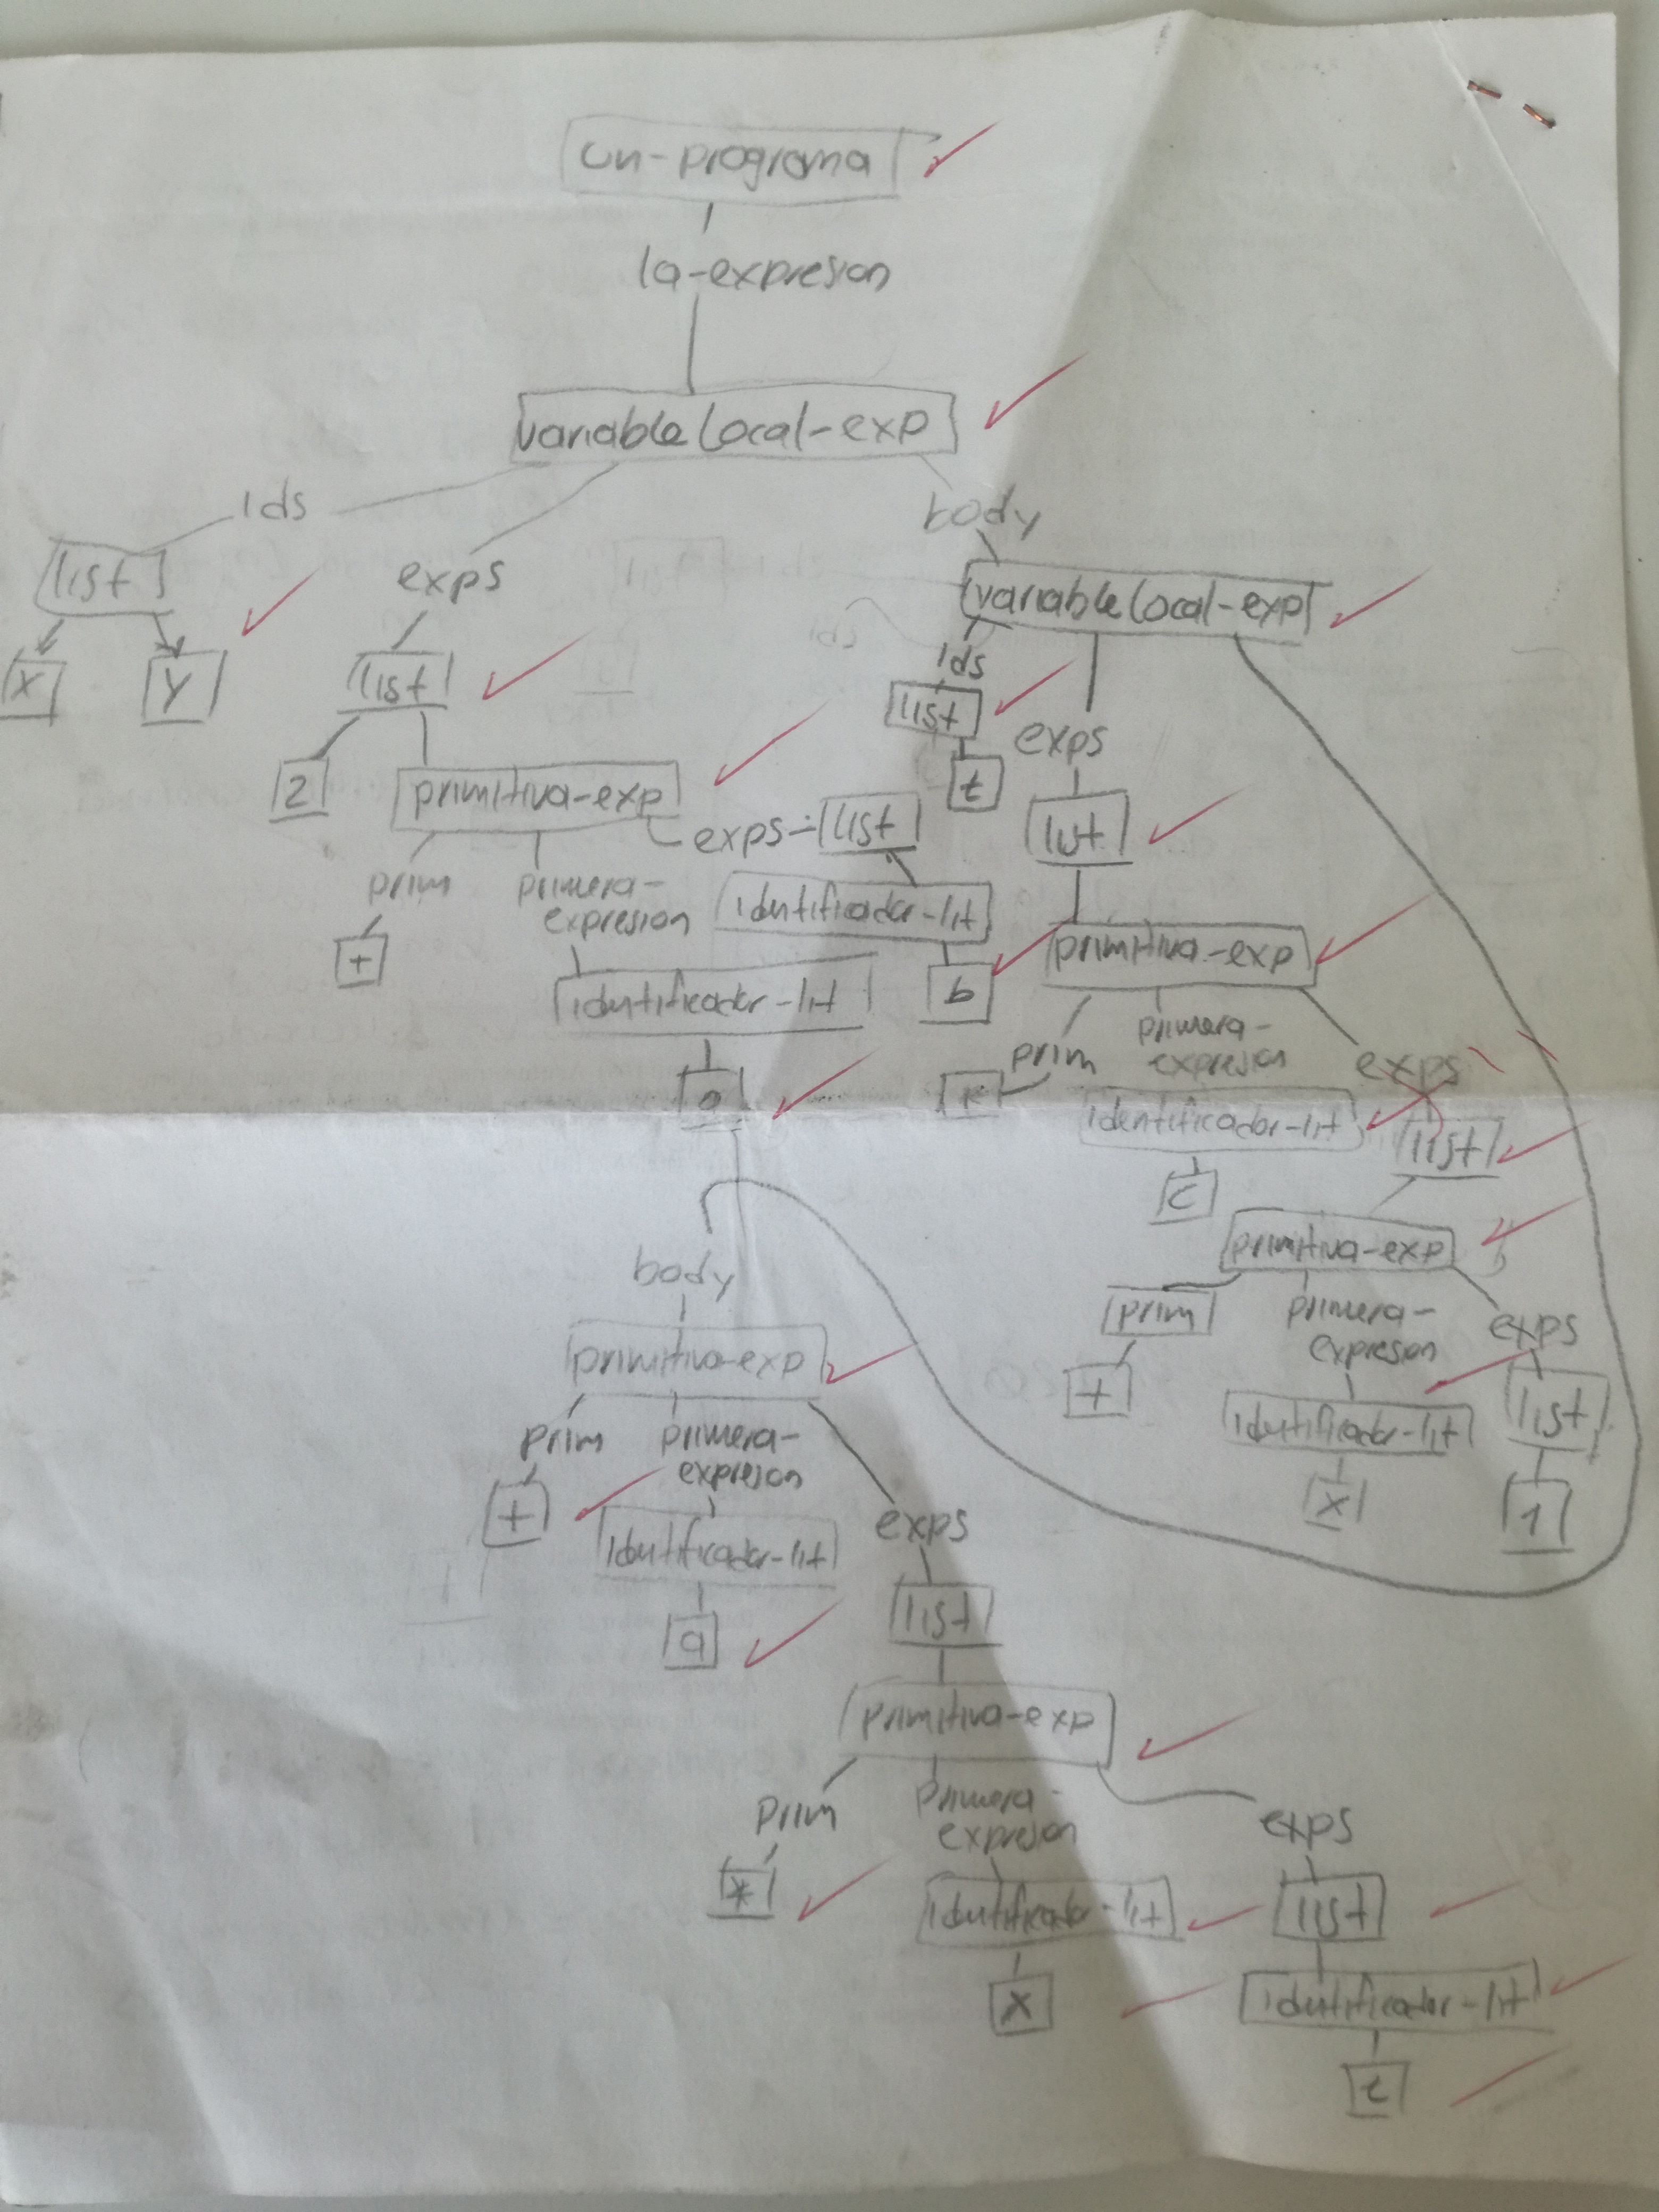 un-programa
la-expresion
variableLocal-exp
ids
exps
body
list
x
y
list
2
primitiva-exp
prim
+
primera-
expresion
identificador-lit
a
exps
list
identificador-lit
b
variableLocal-exp
ids
list
z
exps
list
primitiva-exp
prim
primera-
expresion
identificador-lit
c
exps
list
primitiva-exp
prim
+
primera-
expresion
identificador-lit
x
exps
list
1
body
primitiva-exp
prim
+
primera-
expresion
identificador-lit
a
exps
list
primitiva-exp
prim
*
primera-
expresion
identificador-lit
x
exps
list
identificador-lit
z